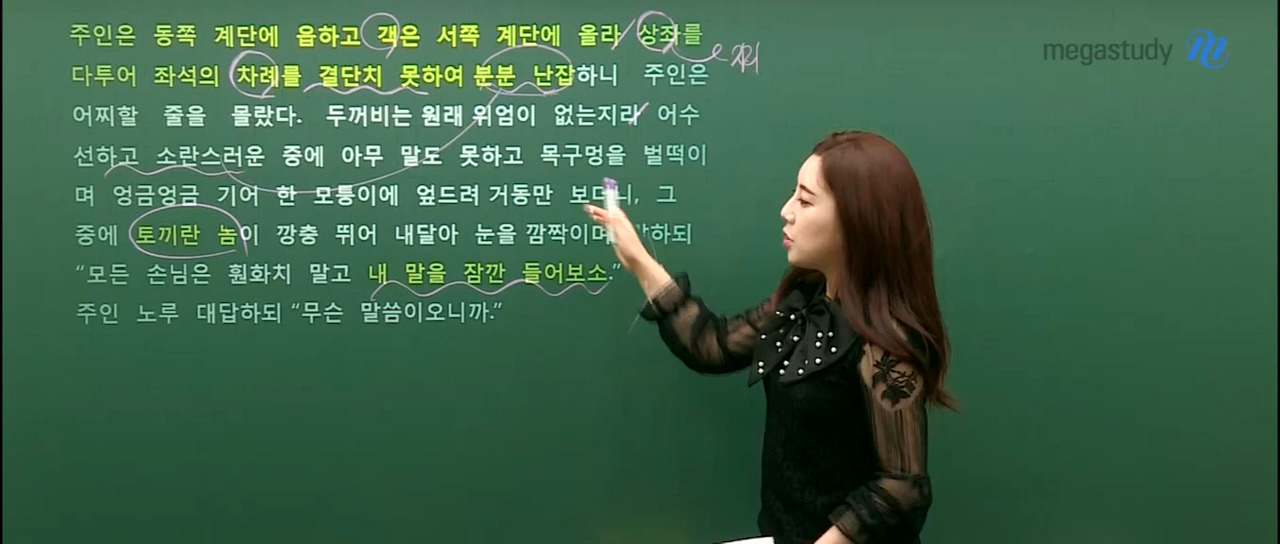 주인은 동쪽 계단에 읍하고 객은 서쪽 계단에 올라 상좌를
다투어 좌석의 차례를 결단치 못하여 분분 난잡하니 주인은
어찌할 줄을 몰랐다. 두꺼비는 원래 위엄이 없는지라 어수
선하고 소란스러운 중에 아무 말도 못하고 목구멍을 벌떡이
며 엉금엉금 기어 한 모퉁이에 엎드려 거동만 보더니, 그
중에 토끼란 놈이 깡충 뛰어 내달아 눈을 깜짝이며 하되
“모든 손님은 훤화치 말고 내 말을 잠깐 들어보소.”
주인 노루 대답하되 “무슨 말씀이오니까.”
megastudy